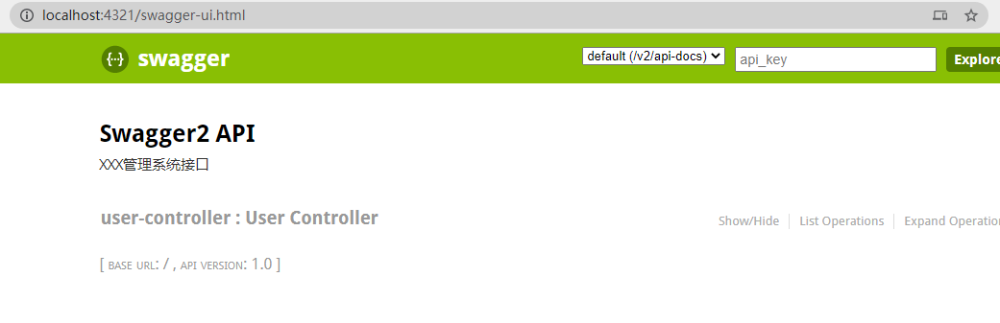 localhost:4321/swagger-ui.html
{··} swagger
default (/v2/api-docs)
api_key
Explore
Swagger2 API
XXX管理系统接口
user-controller : User Controller
Show/Hide
List Operations
Expand Operatio
[ BASE URL: / , API VERSION: 1.0 ]